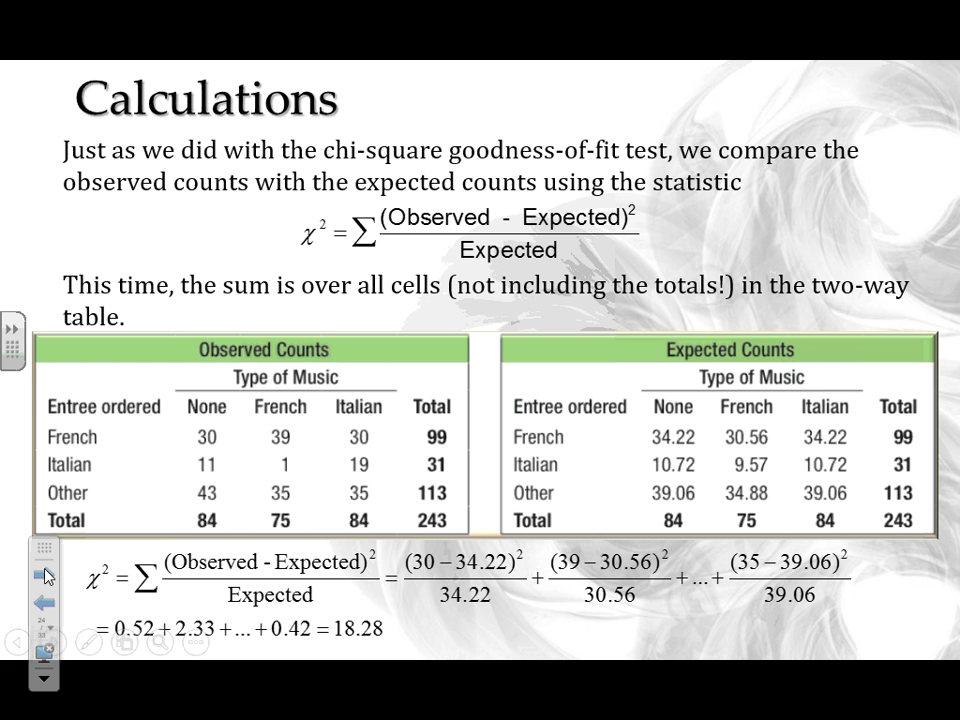 Calculations
Just as we did with the chi-square goodness-of-fit test, we compare the
observed counts with the expected counts using the statistic
χ² = ∑ (Observed - Expected)² / Expected
This time, the sum is over all cells (not including the totals!) in the two-way
table.
Observed Counts
Type of Music
Entree ordered None French Italian Total
French 30 39 30 99
Italian 11 1 19 31
Other 43 35 35 113
Total 84 75 84 243
Expected Counts
Type of Music
Entree ordered None French Italian Total
French 34.22 30.56 34.22 99
Italian 10.72 9.57 10.72 31
Other 39.06 34.88 39.06 113
Total 84 75 84 243
χ² = ∑ (Observed - Expected)² / Expected = (30 − 34.22)² / 34.22 + (39 − 30.56)² / 30.56 + ... + (35 − 39.06)² / 39.06
= 0.52 + 2.33 + ... + 0.42 = 18.28